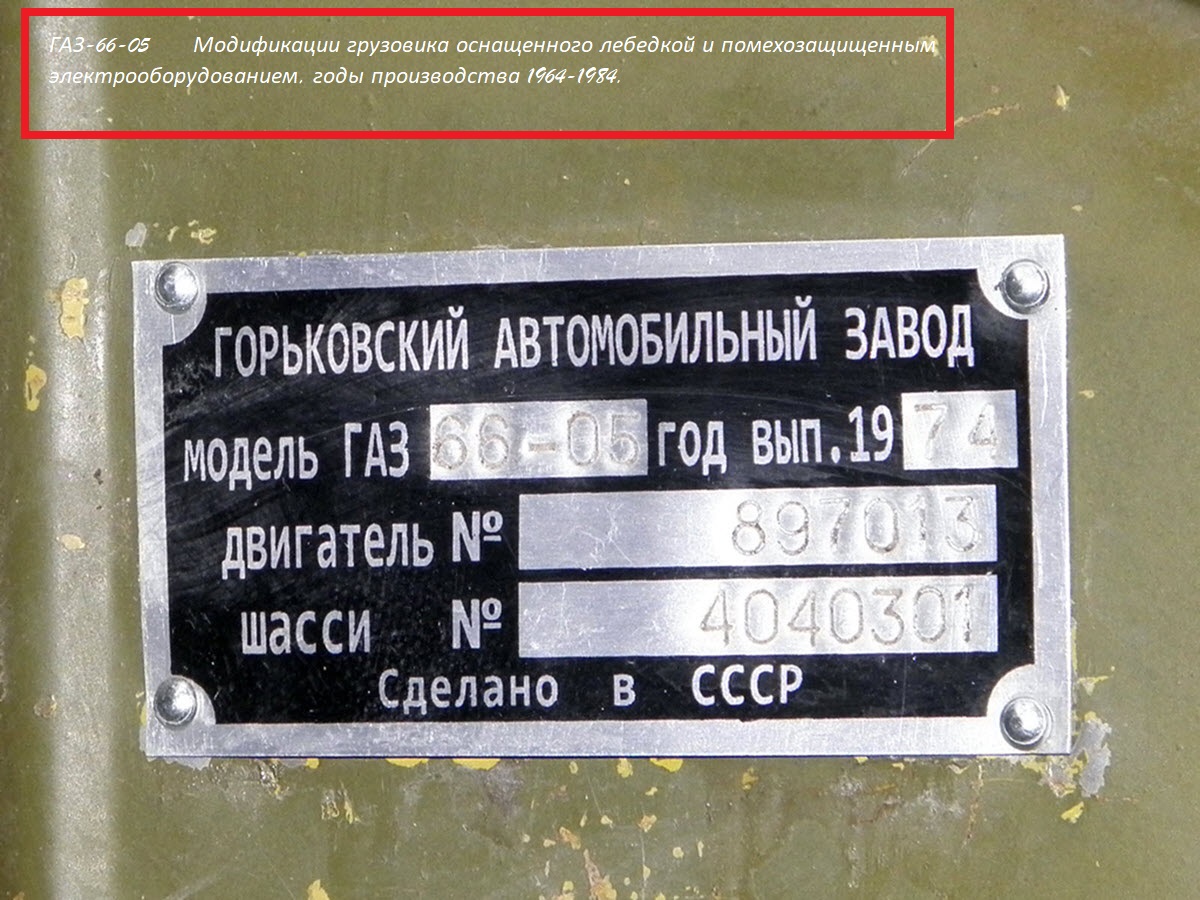 ГАЗ-66-05 Модификации грузовика оснащенного лебедкой и помехозащищенным
электрооборудованием, годы производства 1964-1984.
ГОРЬКОВСКИЙ АВТОМОБИЛЬНЫЙ ЗАВОД
модель ГАЗ 66-05 год вып.1974
двигатель № 897013
шасси № 4040301
Сделано в СССР